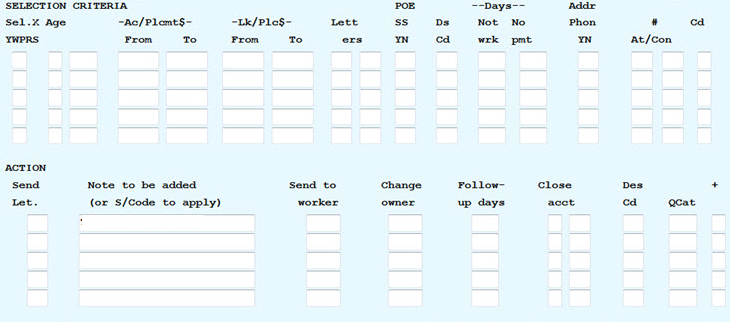 SELECTION CRITERIA POE --Days-- Addr
Sel.% Age -Ac/Plcmt$- -Lk/Plc$- Lett SS Ds Not No Phon # Cd
YWPRS From To From To ers YN Cd wrk pmt YN At/Con
ACTION
Send Note to be added Send to Change Follow- Close Des +
Let. (or S/Code to apply) worker owner up days acct Cd QCat